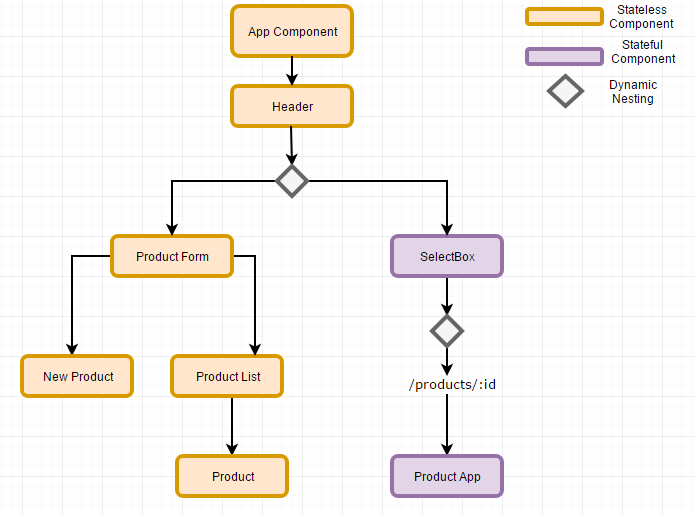 Stateless
Component
App Component
Stateful
Component
Dynamic
Nesting
Header
Product Form
SelectBox
New Product
Product List
/products/:id
Product
Product App